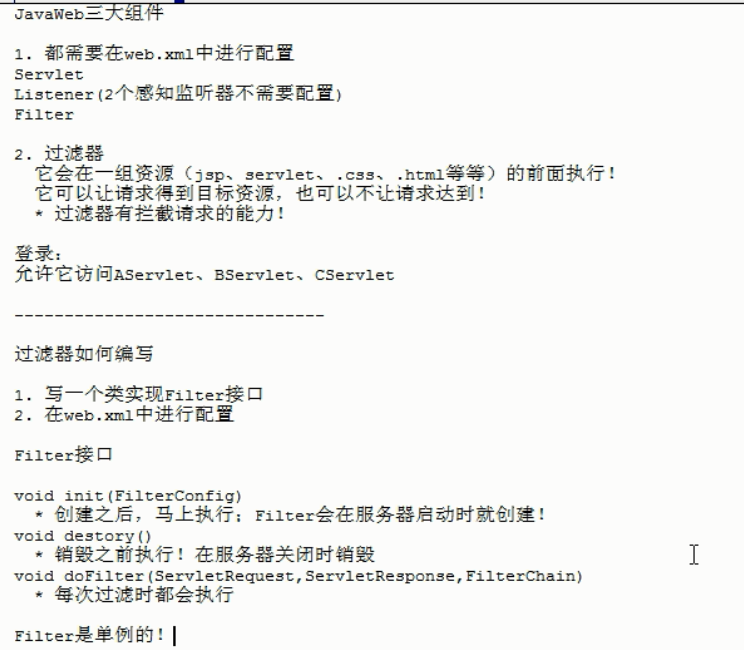 JavaWeb三大组件
1. 都需要在web.xml中进行配置
Servlet
Listener(2个感知监听器不需要配置)
Filter
2. 过滤器
它会在一组资源（jsp、servlet、.css、.html等等）的前面执行！
它可以让请求得到目标资源，也可以不让请求达到！
* 过滤器有拦截请求的能力！
登录：
允许它访问AServlet、BServlet、CServlet
-------------------------------
过滤器如何编写
1. 写一个类实现Filter接口
2. 在web.xml中进行配置
Filter接口
void init(FilterConfig)
* 创建之后，马上执行；Filter会在服务器启动时就创建！
void destory()
* 销毁之前执行！在服务器关闭时销毁
void doFilter(ServletRequest,ServletResponse,FilterChain)
* 每次过滤时都会执行
Filter是单例的！